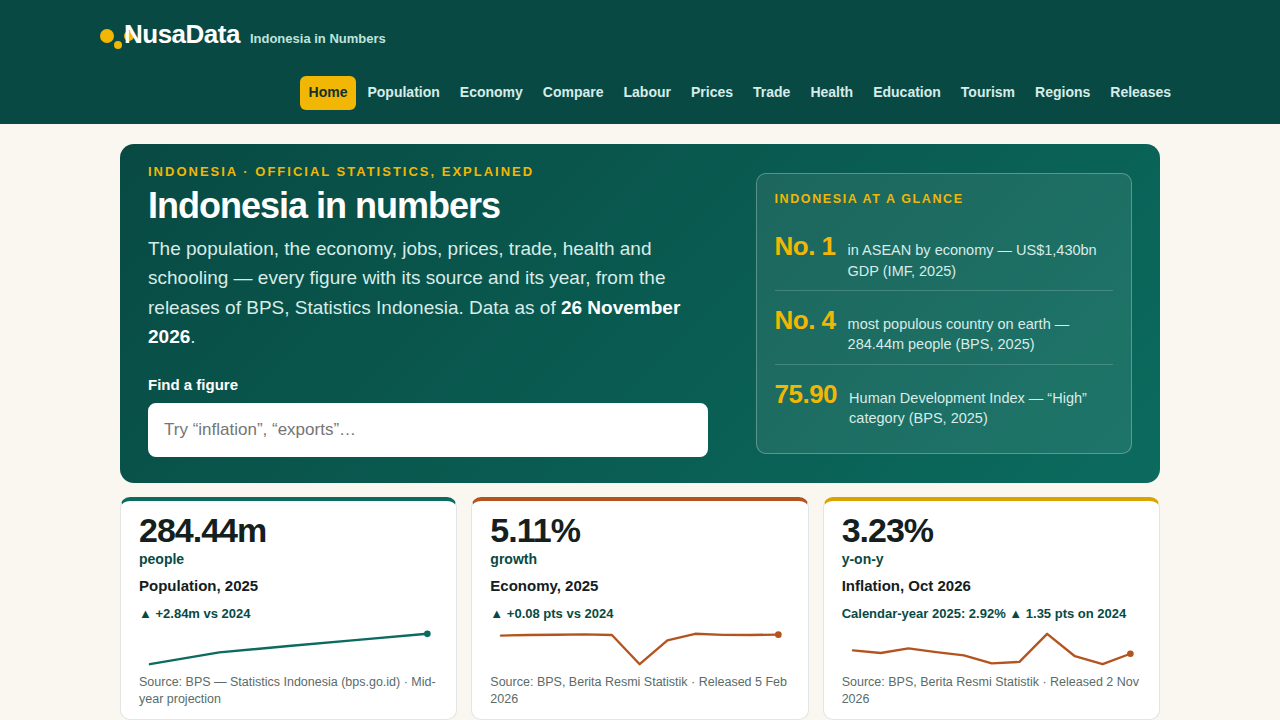 NusaData Indonesia in Numbers
Home Population Economy Compare Labour Prices Trade Health Education Tourism Regions Releases
INDONESIA · OFFICIAL STATISTICS, EXPLAINED
Indonesia in numbers
The population, the economy, jobs, prices, trade, health and
schooling — every figure with its source and its year, from the
releases of BPS, Statistics Indonesia. Data as of 26 November
2026.
Find a figure
Try “inflation”, “exports”…
INDONESIA AT A GLANCE
No. 1 in ASEAN by economy — US$1,430bn
GDP (IMF, 2025)
No. 4 most populous country on earth —
284.44m people (BPS, 2025)
75.90 Human Development Index — “High”
category (BPS, 2025)
284.44m
people
Population, 2025
▲ +2.84m vs 2024
Source: BPS — Statistics Indonesia (bps.go.id) · Mid-
year projection
5.11%
growth
Economy, 2025
▲ +0.08 pts vs 2024
Source: BPS, Berita Resmi Statistik · Released 5 Feb
2026
3.23%
y-on-y
Inflation, Oct 2026
Calendar-year 2025: 2.92% ▲ 1.35 pts on 2024
Source: BPS, Berita Resmi Statistik · Released 2 Nov
2026